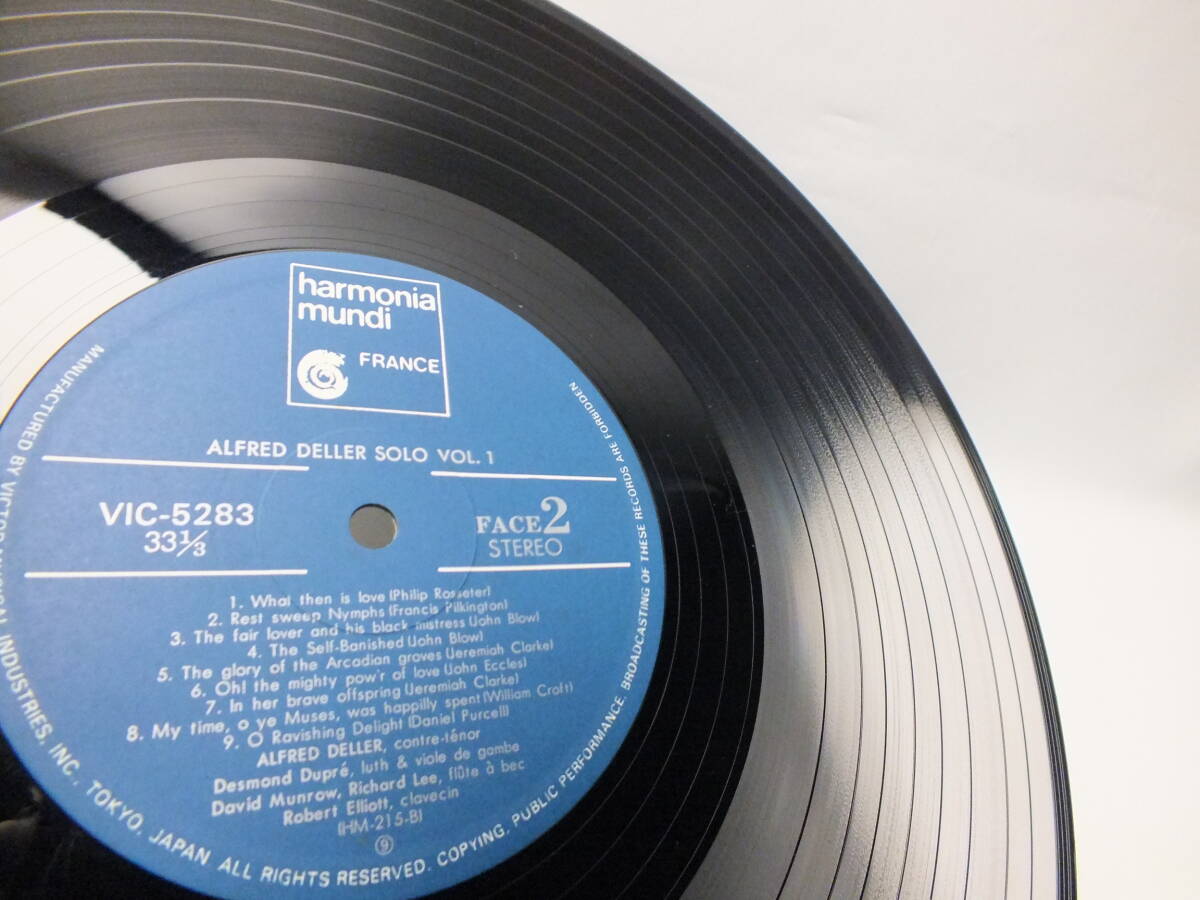 harmonia
mundi
FRANCE
ALFRED DELLER SOLO VOL. 1
VIC-5283
33⅓
FACE 2
STEREO
1. What then is love (Philip Rosseter)
2. Rest sweep Nymphs (Francis Pilkington)
3. The fair lover and his black mistress (John Blow)
4. The Self-Banished (John Blow)
5. The glory of the Arcadian groves (Jeremiah Clarke)
6. Oh! the mighty pow'r of love (John Eccles)
7. In her brave offspring (Jeremiah Clarke)
8. My time, o ye Muses, was happilly spent (William Croft)
9. O Ravishing Delight (Daniel Purcell)
ALFRED DELLER, contre-ténor
Desmond Dupré, luth & viole de gambe
David Munrow, Richard Lee, flûte à bec
Robert Elliott, clavecin
(HM-215-B)
⑨
MANUFACTURED BY VICTOR MUSICAL INDUSTRIES, INC. TOKYO, JAPAN ALL RIGHTS RESERVED. COPYING, PUBLIC PERFORMANCE, BROADCASTING OF THESE RECORDS ARE FORBIDDEN